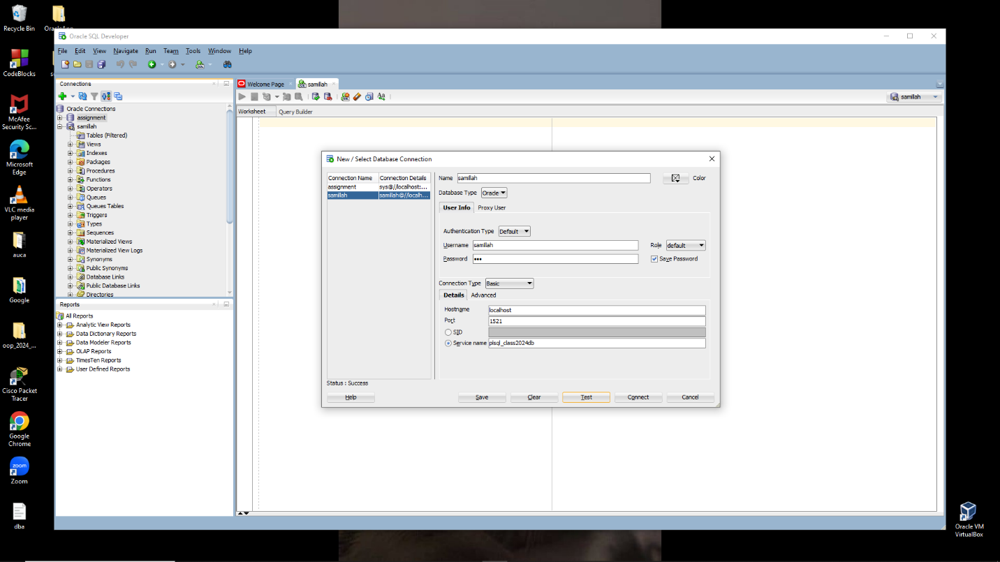 Recycle Bin
OracleApp
CodeBlocks
McAfee
Security Sc...
Microsoft
Edge
VLC media
player
auca
Google
oop_2024_...
Cisco Packet
Tracer
Google
Chrome
Zoom
zoom
dba
Oracle VM
VirtualBox
Oracle SQL Developer
File Edit View Navigate Run Team Tools Window Help
Connections
Oracle Connections
assignment
samillah
Tables (Filtered)
Views
Indexes
Packages
Procedures
Functions
Operators
Queues
Queues Tables
Triggers
Types
Sequences
Materialized Views
Materialized View Logs
Synonyms
Public Synonyms
Database Links
Public Database Links
Directories
Reports
All Reports
Analytic View Reports
Data Dictionary Reports
Data Modeler Reports
OLAP Reports
TimesTen Reports
User Defined Reports
Welcome Page samillah
samillah
Worksheet Query Builder
New / Select Database Connection
Connection Name Connection Details
assignment sys@//localhost:...
samillah samillah@//localh...
Name samillah Color
Database Type Oracle
User Info Proxy User
Authentication Type Default
Username samillah Role default
Password ••• Save Password
Connection Type Basic
Details Advanced
Hostname localhost
Port 1521
SID
Service name plsql_class2024db
Status : Success
Help Save Clear Test Connect Cancel